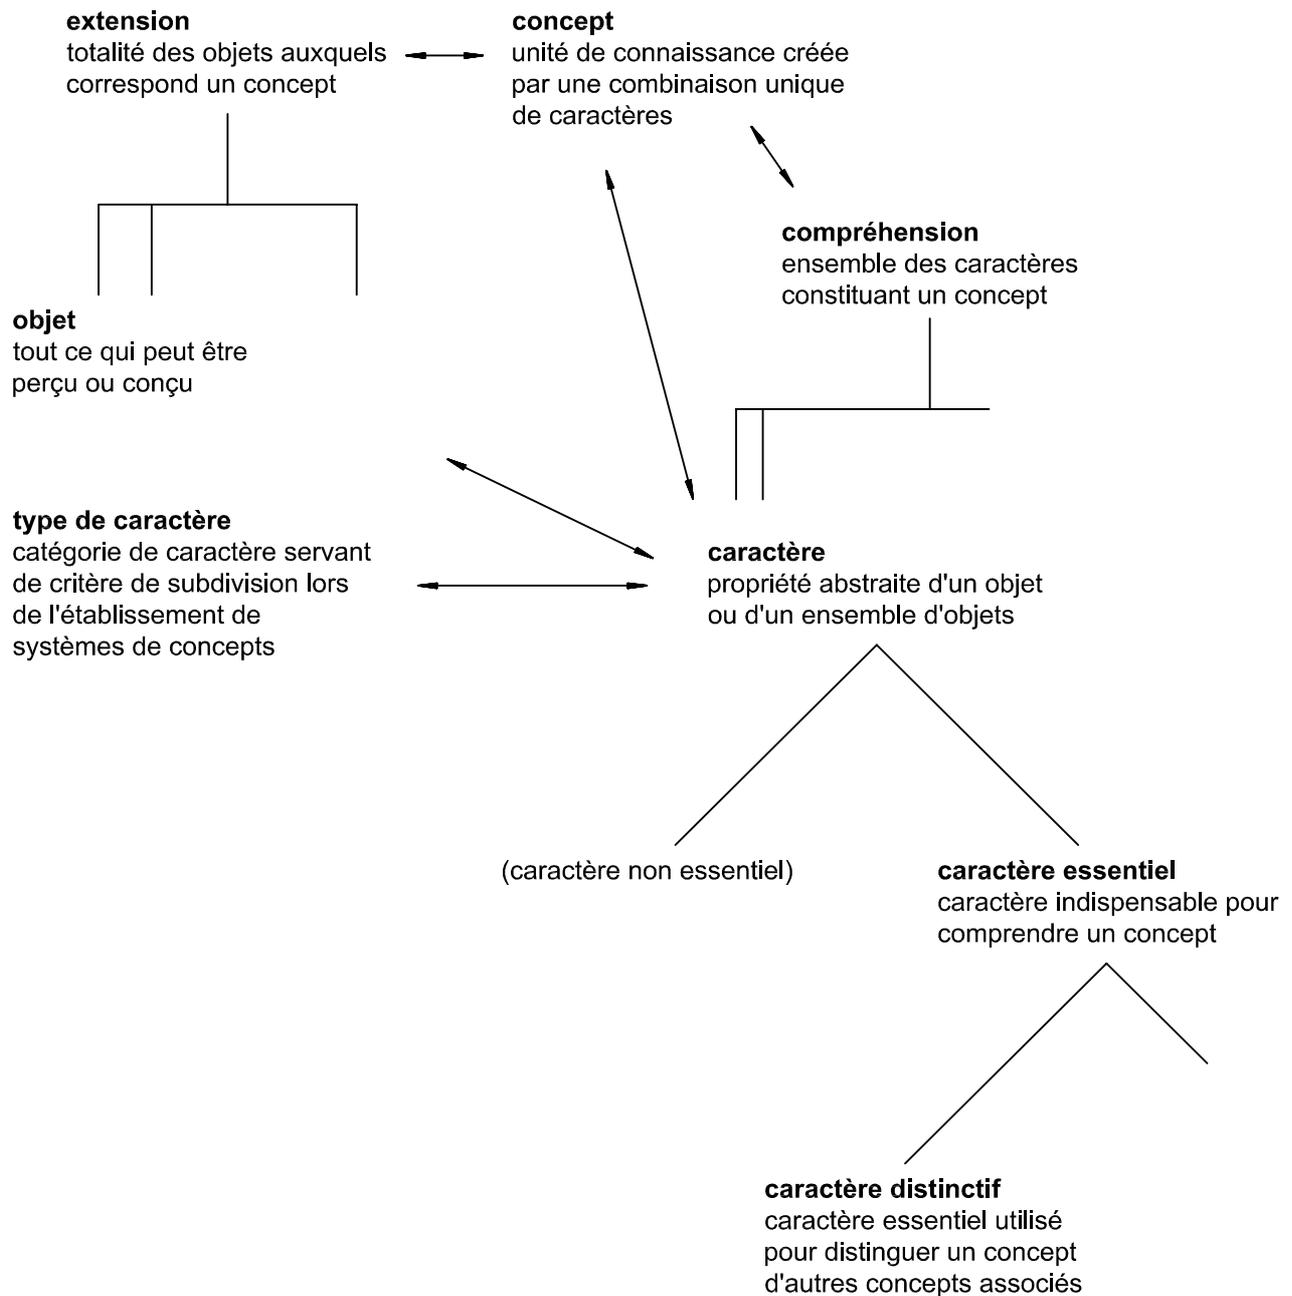 extension
totalité des objets auxquels
correspond un concept
concept
unité de connaissance créée
par une combinaison unique
de caractères
compréhension
ensemble des caractères
constituant un concept
objet
tout ce qui peut être
perçu ou conçu
type de caractère
catégorie de caractère servant
de critère de subdivision lors
de l'établissement de
systèmes de concepts
caractère
propriété abstraite d'un objet
ou d'un ensemble d'objets
(caractère non essentiel)
caractère essentiel
caractère indispensable pour
comprendre un concept
caractère distinctif
caractère essentiel utilisé
pour distinguer un concept
d'autres concepts associés